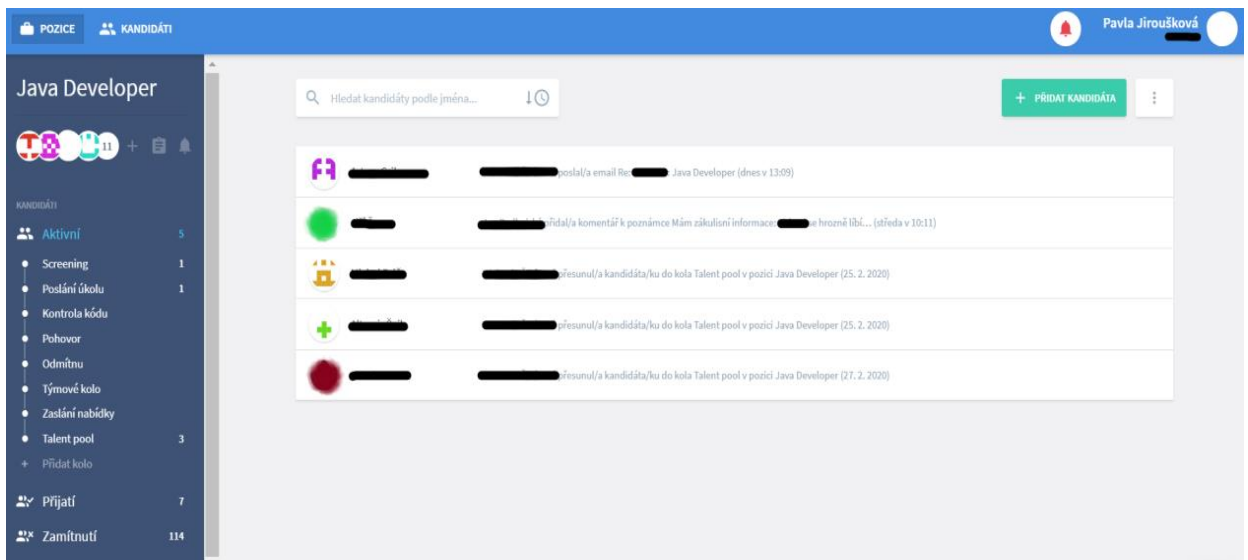 POZICE KANDIDÁTI
Pavla Jiroušková
Java Developer
11 +
KANDIDÁTI
Aktivní 5
Screening 1
Poslání úkolu 1
Kontrola kódu
Pohovor
Odmítnu
Týmové kolo
Zaslání nabídky
Talent pool 3
+ Přidat kolo
Přijatí 7
Zamítnutí 114
Hledat kandidáty podle jména...
+ PŘIDAT KANDIDÁTA
poslal/a email Re: Java Developer (dnes v 13:09)
přidal/a komentář k poznámce Mám zákulisní informace: se hrozně líbí... (středa v 10:11)
přesunul/a kandidáta/ku do kola Talent pool v pozici Java Developer (25. 2. 2020)
přesunul/a kandidáta/ku do kola Talent pool v pozici Java Developer (25. 2. 2020)
přesunul/a kandidáta/ku do kola Talent pool v pozici Java Developer (27. 2. 2020)